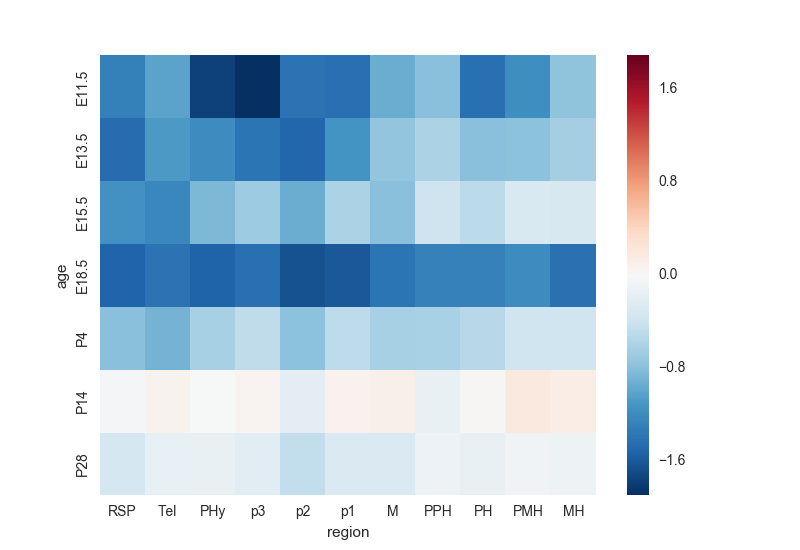 E11.5
E13.5
E15.5
E18.5
P4
P14
P28
age
RSP Tel PHy p3 p2 p1 M PPH PH PMH MH
region
1.6
0.8
0.0
−0.8
−1.6